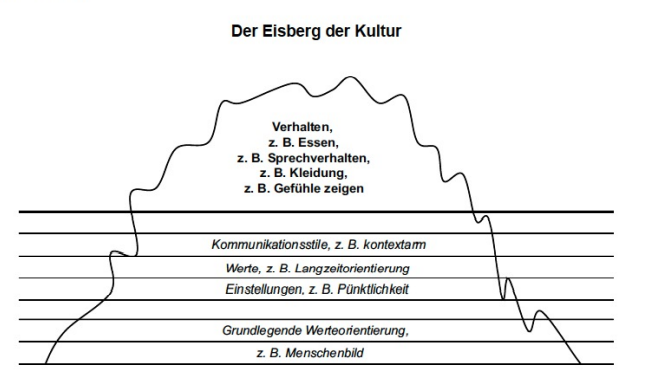 Der Eisberg der Kultur
Verhalten,
z. B. Essen,
z. B. Sprechverhalten,
z. B. Kleidung,
z. B. Gefühle zeigen
Kommunikationsstile, z. B. kontextarm
Werte, z. B. Langzeitorientierung
Einstellungen, z. B. Pünktlichkeit
Grundlegende Werteorientierung,
z. B. Menschenbild